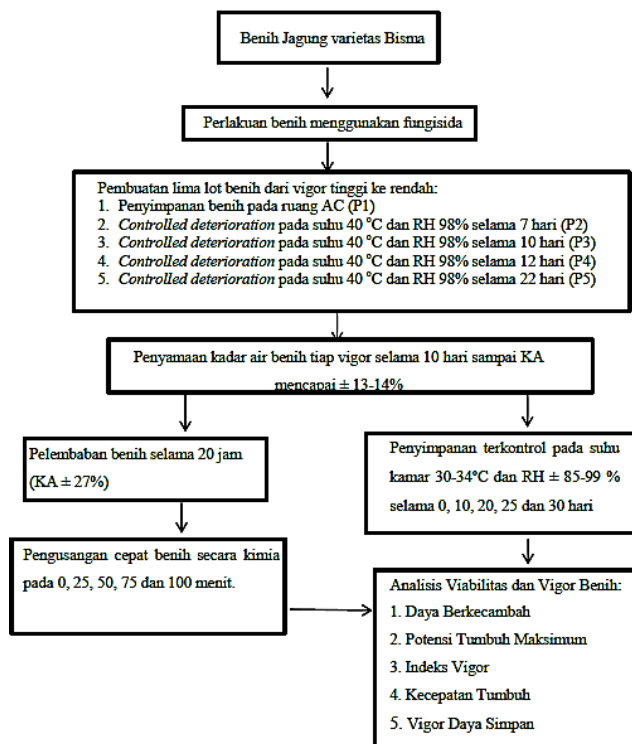 Benih Jagung varietas Bisma
Perlakuan benih menggunakan fungisida
Pembuatan lima lot benih dari vigor tinggi ke rendah:
1. Penyimpanan benih pada ruang AC (P1)
2. Controlled deterioration pada suhu 40 °C dan RH 98% selama 7 hari (P2)
3. Controlled deterioration pada suhu 40 °C dan RH 98% selama 10 hari (P3)
4. Controlled deterioration pada suhu 40 °C dan RH 98% selama 12 hari (P4)
5. Controlled deterioration pada suhu 40 °C dan RH 98% selama 22 hari (P5)
Penyamaan kadar air benih tiap vigor selama 10 hari sampai KA
mencapai ± 13-14%
Pelembaban benih selama 20 jam
(KA ± 27%)
Pengusangan cepat benih secara kimia
pada 0, 25, 50, 75 dan 100 menit.
Penyimpanan terkontrol pada suhu
kamar 30-34°C dan RH ± 85-99 %
selama 0, 10, 20, 25 dan 30 hari
Analisis Viabilitas dan Vigor Benih:
1. Daya Berkecambah
2. Potensi Tumbuh Maksimum
3. Indeks Vigor
4. Kecepatan Tumbuh
5. Vigor Daya Simpan